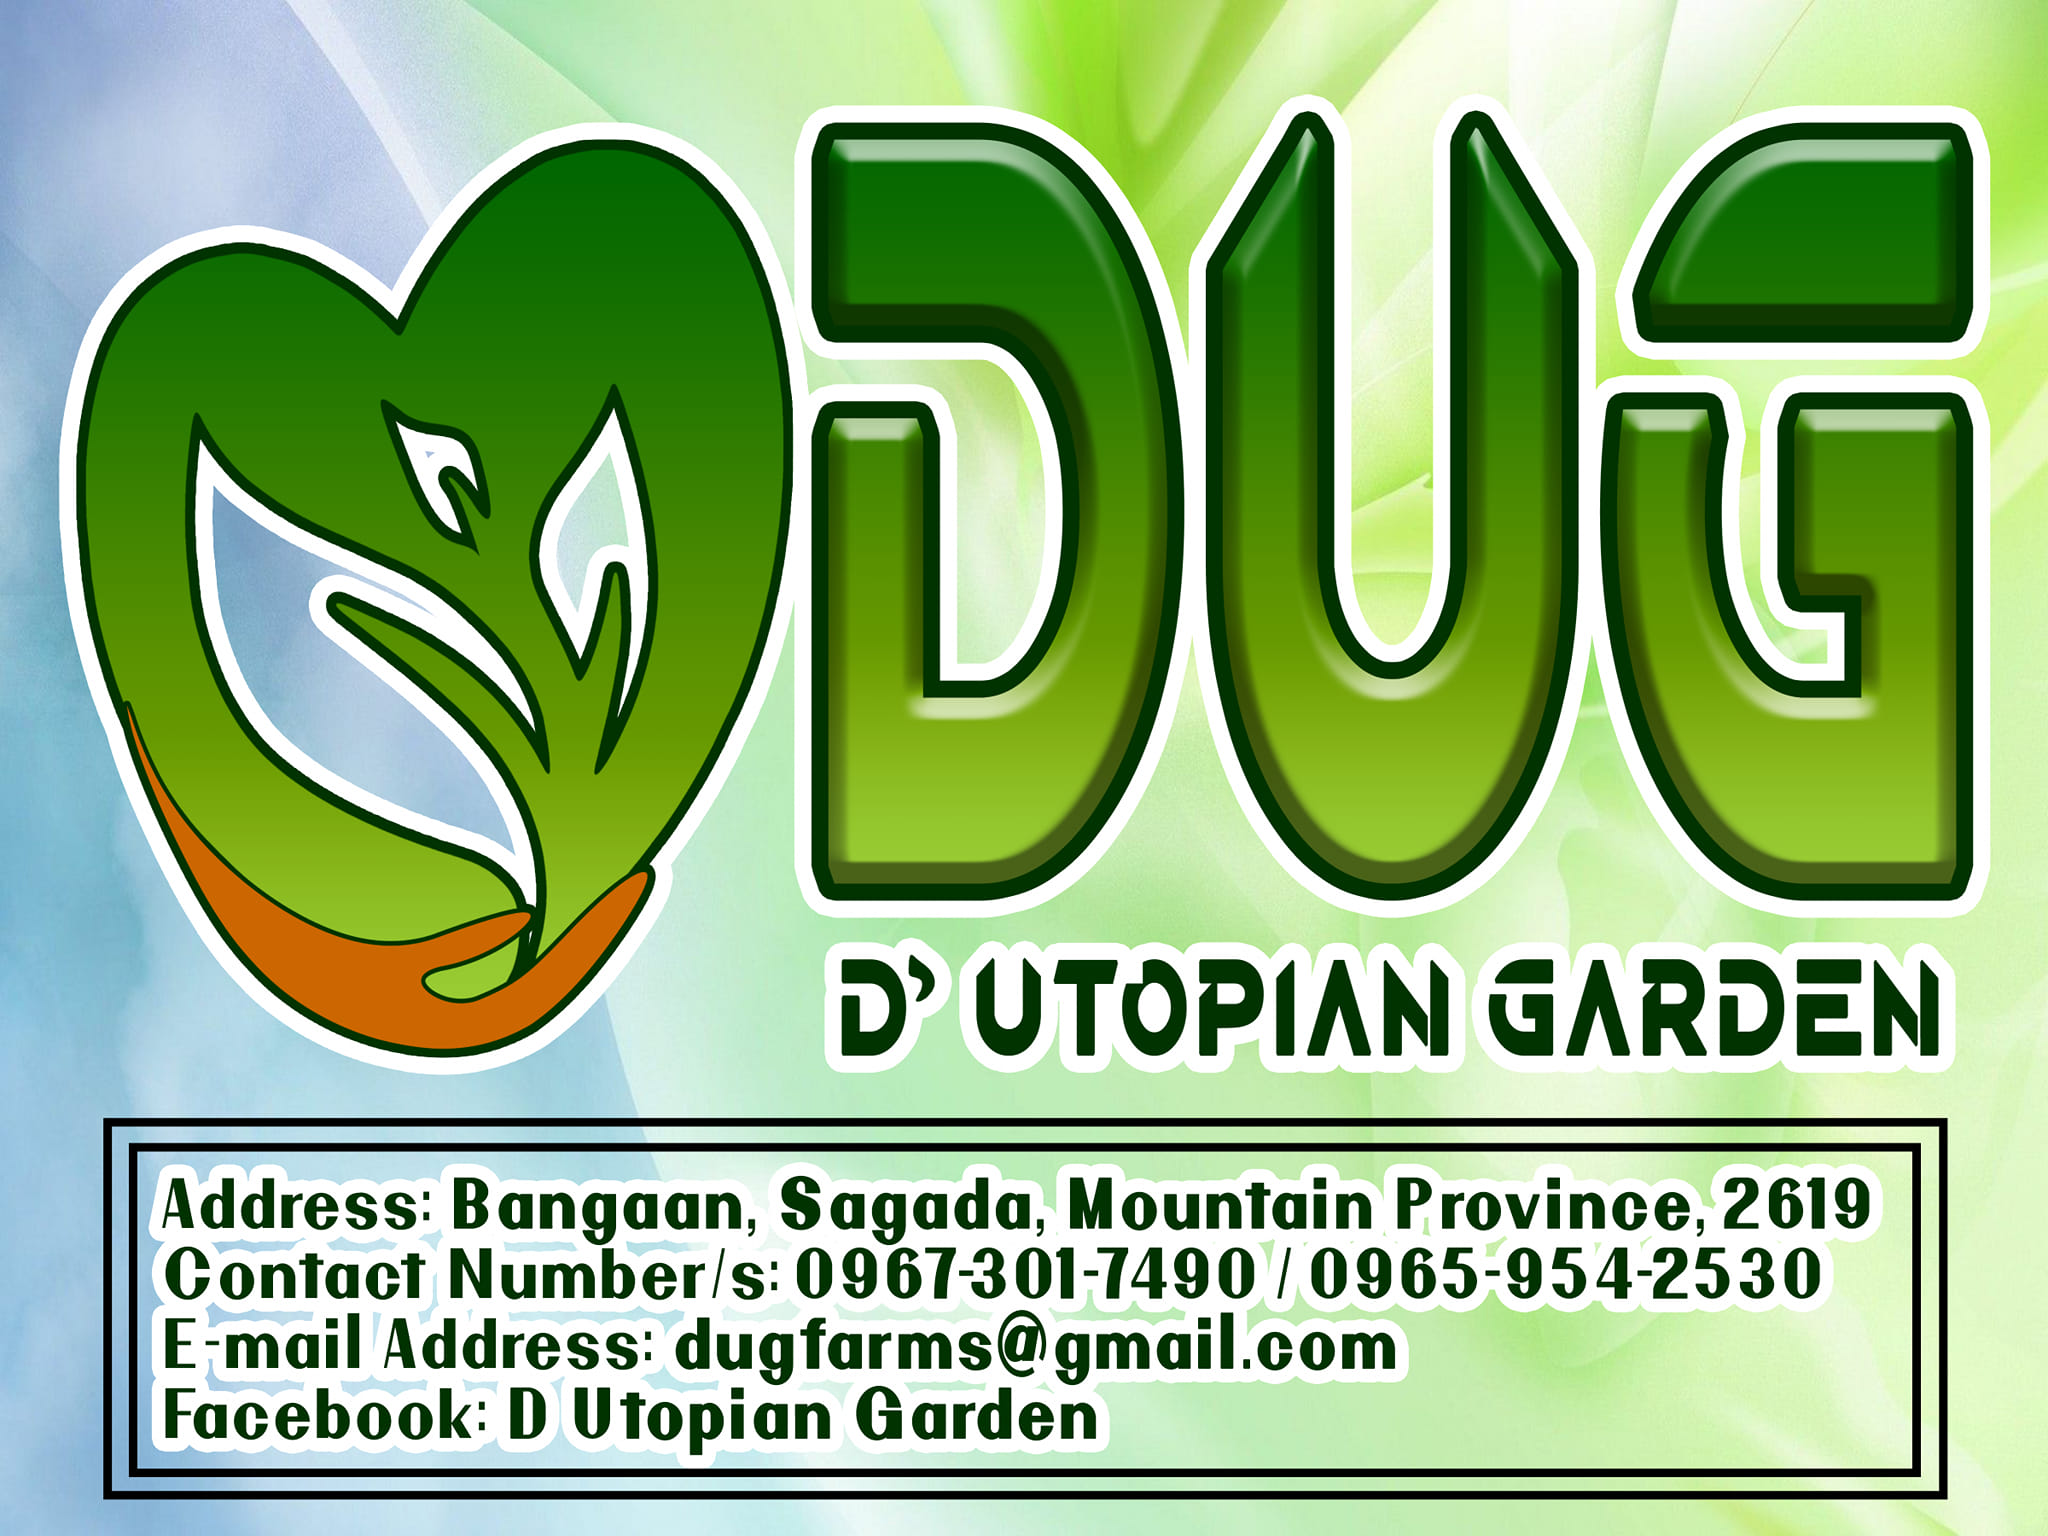 DUG
D' UTOPIAN GARDEN
Address: Bangaan, Sagada, Mountain Province, 2619
Contact Number/s: 0967-301-7490 / 0965-954-2530
E-mail Address: dugfarms@gmail.com
Facebook: D Utopian Garden